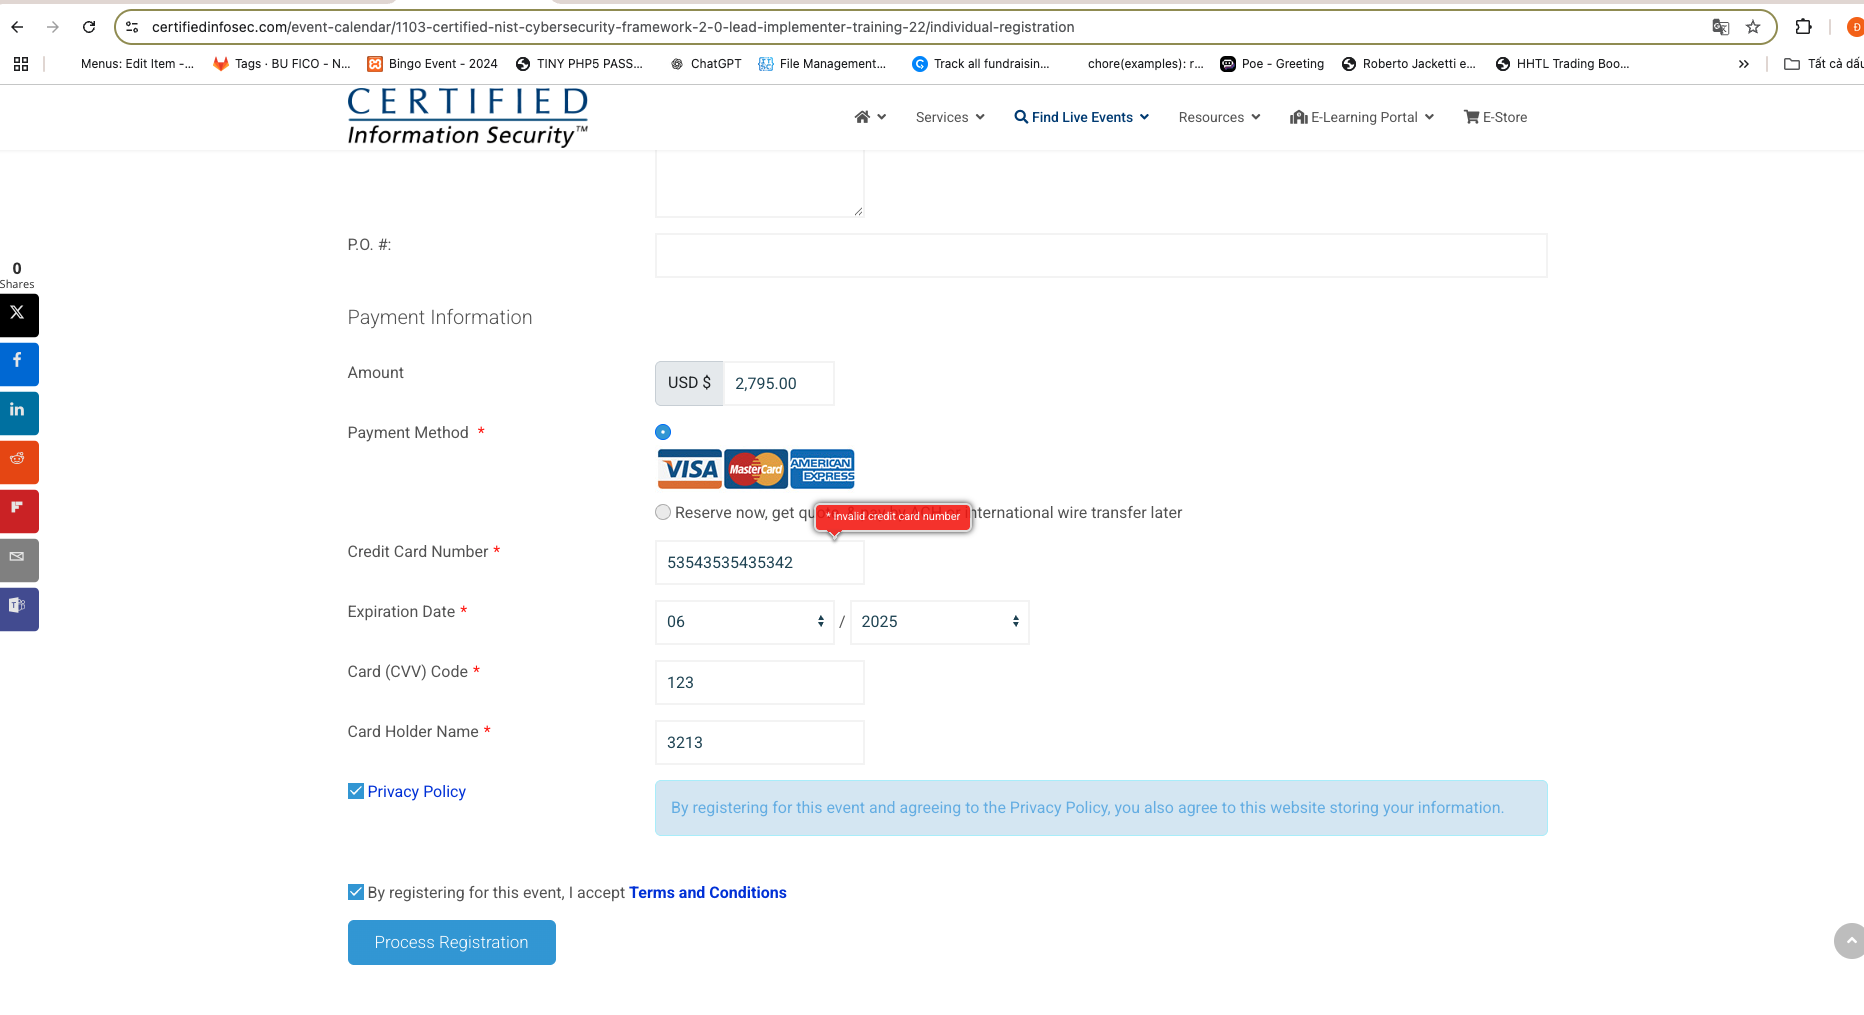 certifiedinfosec.com/event-calendar/1103-certified-nist-cybersecurity-framework-2-0-lead-implementer-training-22/individual-registration
Đ
Menus: Edit Item -... Tags · BU FICO - N... Bingo Event - 2024 TINY PHP5 PASS... ChatGPT File Management... Track all fundraisin... chore(examples): r... Poe - Greeting Roberto Jacketti e... HHTL Trading Boo... » Tất cả dấu
CERTIFIED
Information Security™
Services Find Live Events Resources E-Learning Portal E-Store
P.O. #:
0
Shares
Payment Information
Amount USD $ 2,795.00
Payment Method *
VISA MasterCard AMERICAN EXPRESS
Reserve now, get quote, & pay by ACH or international wire transfer later
* Invalid credit card number
Credit Card Number * 53543535435342
Expiration Date * 06 / 2025
Card (CVV) Code * 123
Card Holder Name * 3213
Privacy Policy By registering for this event and agreeing to the Privacy Policy, you also agree to this website storing your information.
By registering for this event, I accept Terms and Conditions
Process Registration